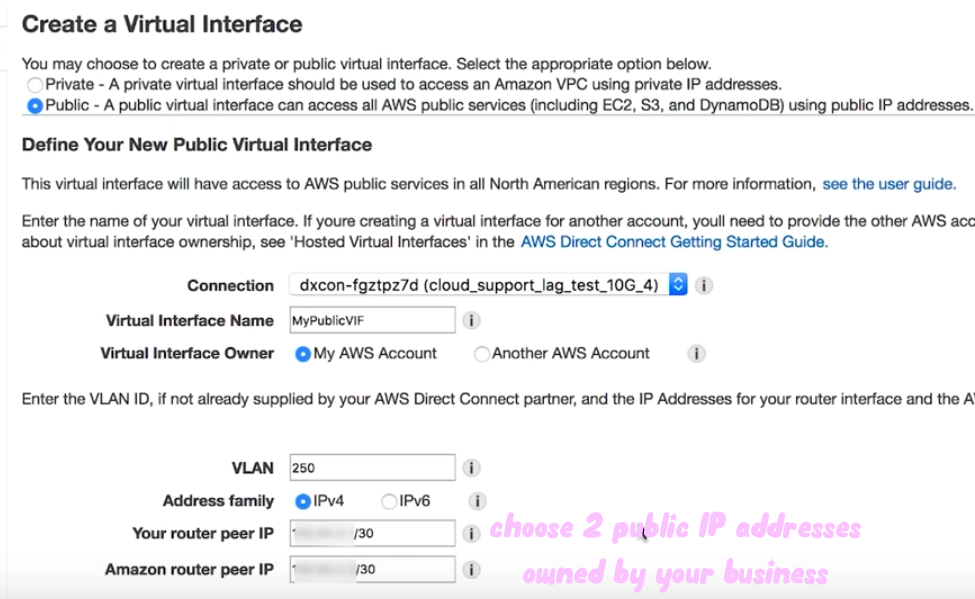 Create a Virtual Interface
You may choose to create a private or public virtual interface. Select the appropriate option below.
Private - A private virtual interface should be used to access an Amazon VPC using private IP addresses.
Public - A public virtual interface can access all AWS public services (including EC2, S3, and DynamoDB) using public IP addresses.
Define Your New Public Virtual Interface
This virtual interface will have access to AWS public services in all North American regions. For more information, see the user guide.
Enter the name of your virtual interface. If youre creating a virtual interface for another account, youll need to provide the other AWS acc
about virtual interface ownership, see 'Hosted Virtual Interfaces' in the AWS Direct Connect Getting Started Guide.
Connection dxcon-fgztpz7d (cloud_support_lag_test_10G_4) i
Virtual Interface Name MyPublicVIF i
Virtual Interface Owner My AWS Account Another AWS Account i
Enter the VLAN ID, if not already supplied by your AWS Direct Connect partner, and the IP Addresses for your router interface and the
VLAN 250 i
Address family IPv4 IPv6 i
Your router peer IP /30 i choose 2 public IP addresses
Amazon router peer IP /30 i owned by your business